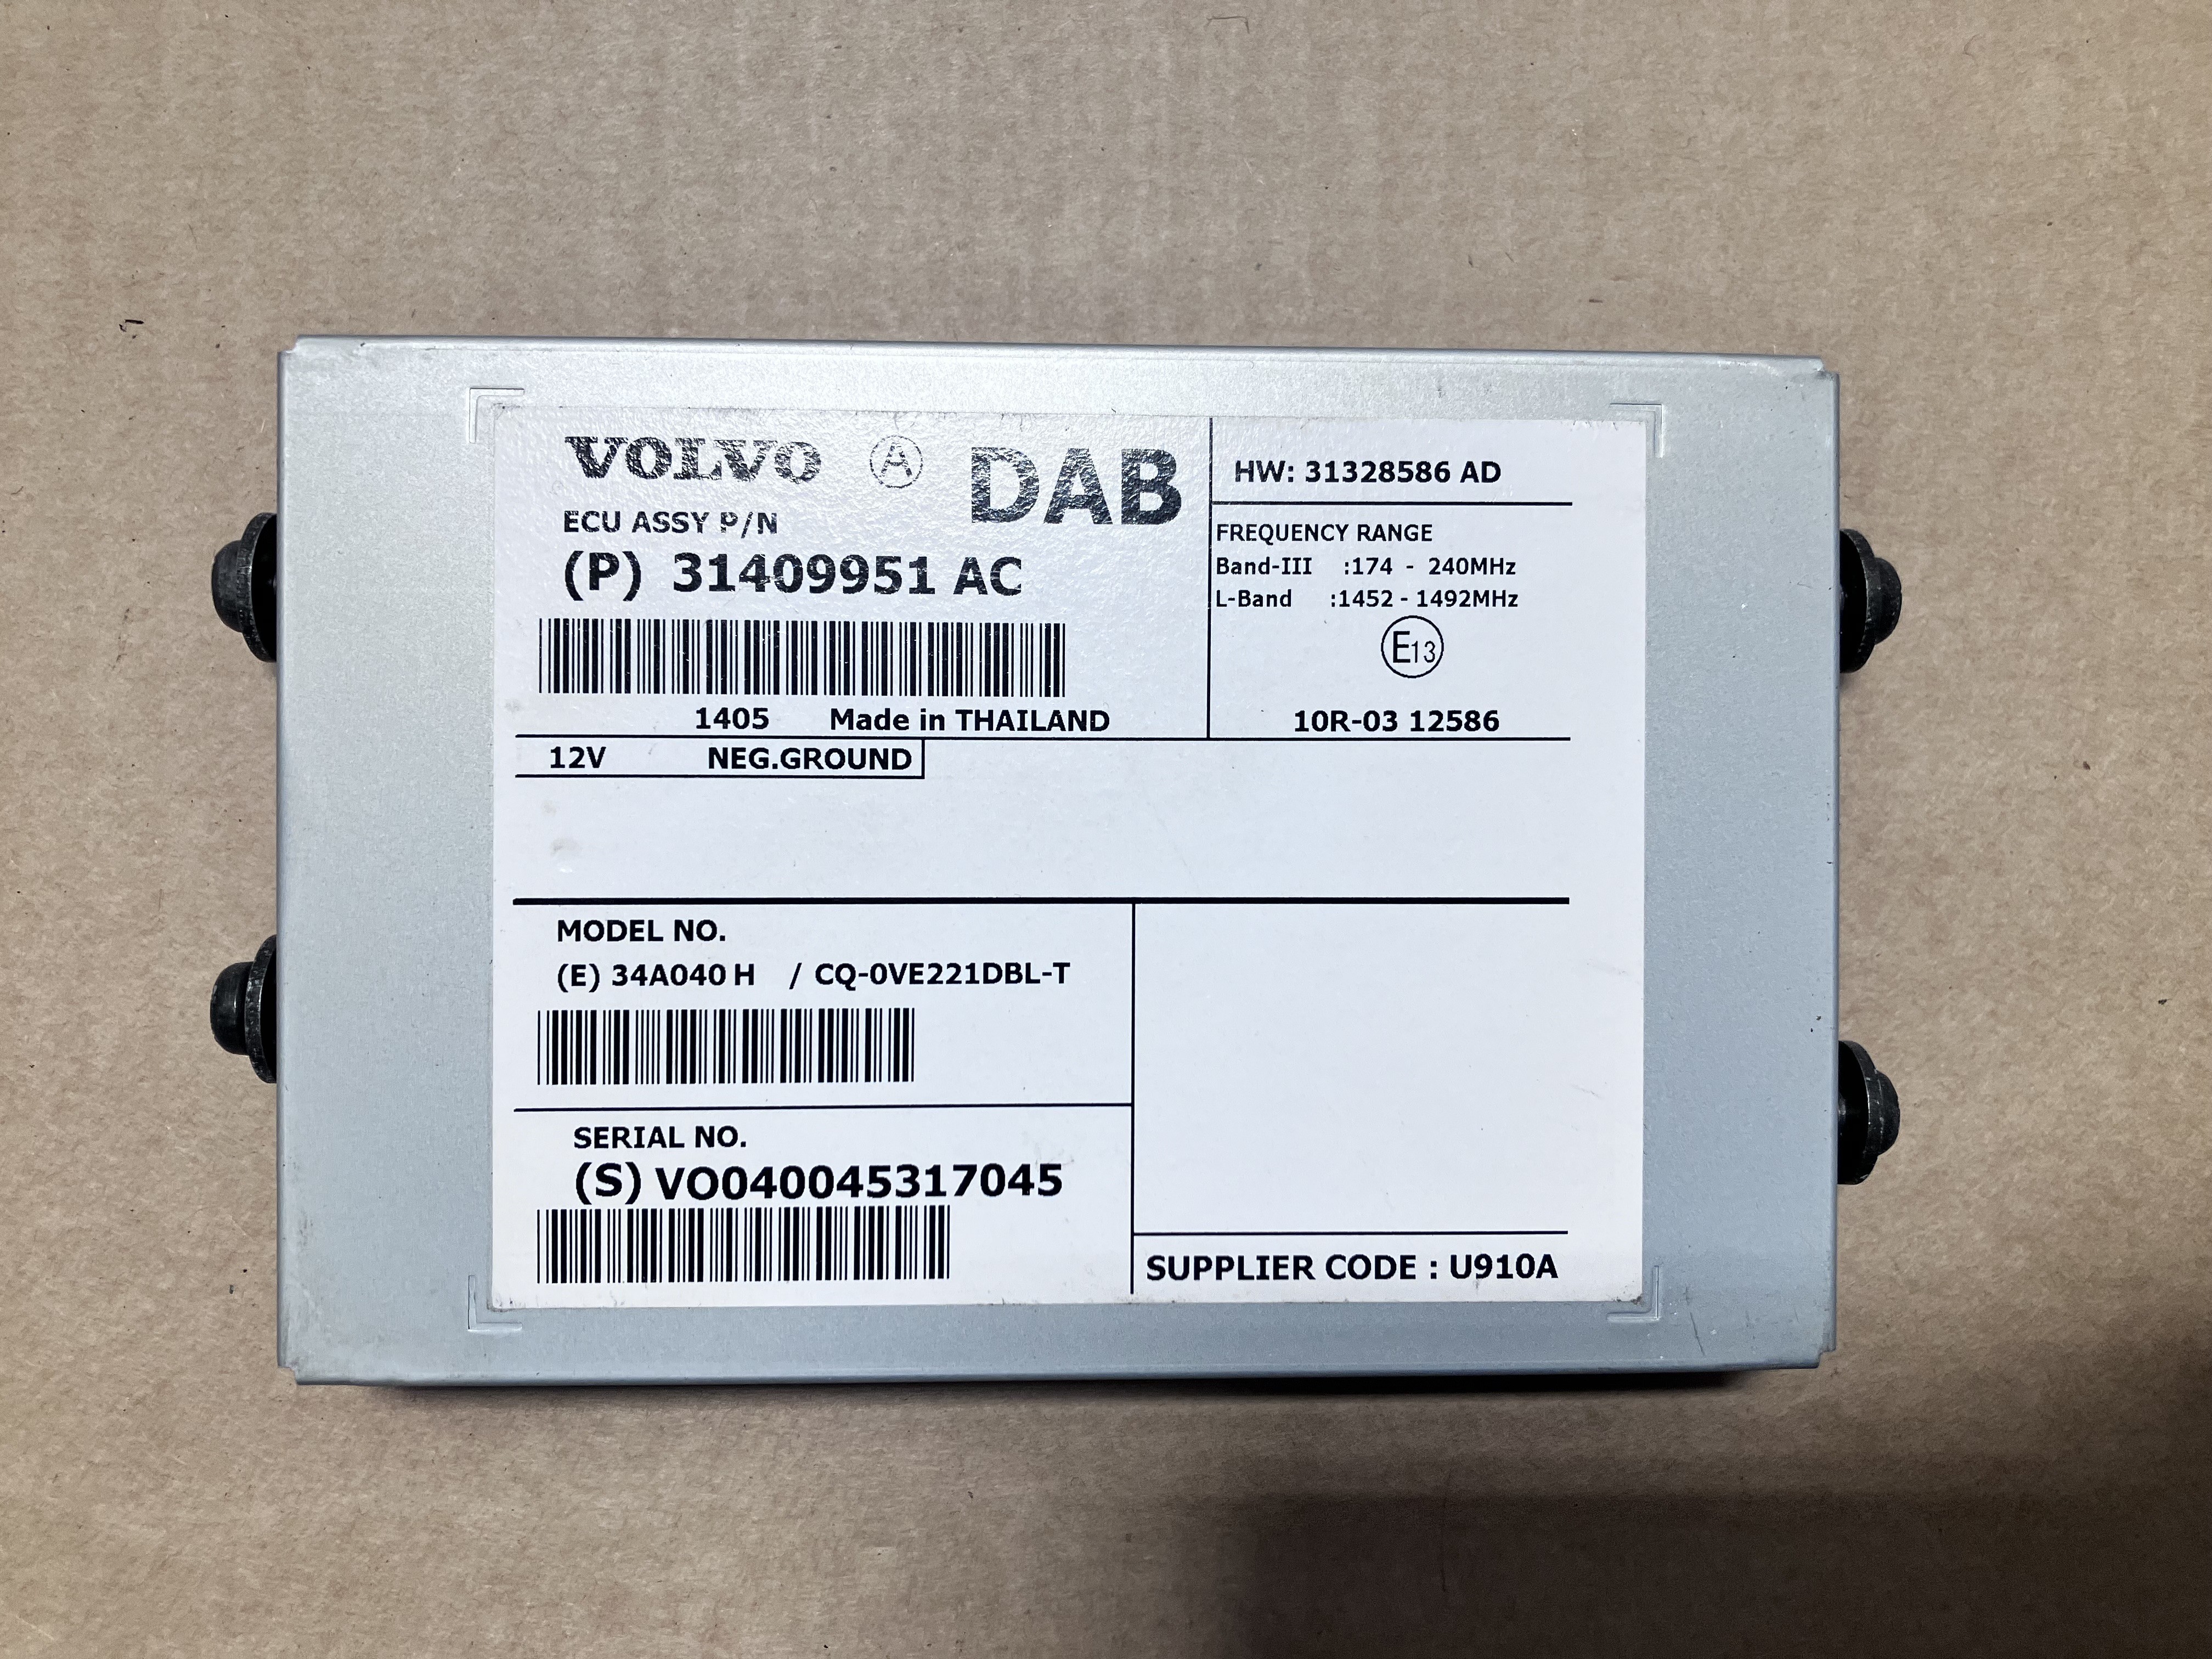 VOLVO A DAB
ECU ASSY P/N
(P) 31409951 AC
1405 Made in THAILAND
HW: 31328586 AD
FREQUENCY RANGE
Band-III :174 - 240MHz
L-Band :1452 - 1492MHz
E13
10R-03 12586
12V NEG.GROUND
MODEL NO.
(E) 34A040 H / CQ-0VE221DBL-T
SERIAL NO.
(S) VO040045317045
SUPPLIER CODE : U910A